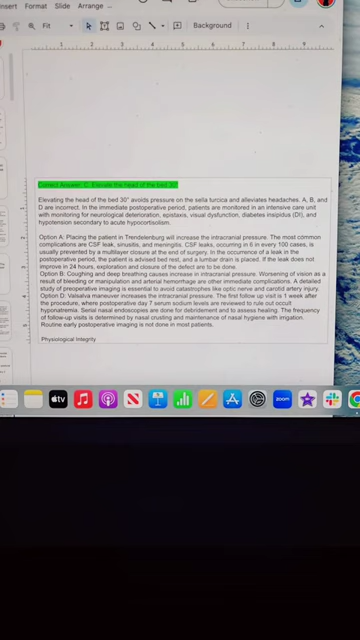 nsert Format Slide Arrange ...
Fit
Background
1 2 3 4 5 6 7 8 9
Correct Answer: C. Elevate the head of the bed 30°
Elevating the head of the bed 30° avoids pressure on the sella turcica and alleviates headaches. A, B, and
D are incorrect. In the immediate postoperative period, patients are monitored in an intensive care unit
with monitoring for neurological deterioration, epistaxis, visual dysfunction, diabetes insipidus (DI), and
hypotension secondary to acute hypocortisolism.
Option A: Placing the patient in Trendelenburg will increase the intracranial pressure. The most common
complications are CSF leak, sinusitis, and meningitis. CSF leaks, occurring in 6 in every 100 cases, is
usually prevented by a multilayer closure at the end of surgery. In the occurrence of a leak in the
postoperative period, the patient is advised bed rest, and a lumbar drain is placed. If the leak does not
improve in 24 hours, exploration and closure of the defect are to be done.
Option B: Coughing and deep breathing causes increase in intracranial pressure. Worsening of vision as a
result of bleeding or manipulation and arterial hemorrhage are other immediate complications. A detailed
study of preoperative imaging is essential to avoid catastrophes like optic nerve and carotid artery injury.
Option D: Valsalva maneuver increases the intracranial pressure. The first follow up visit is 1 week after
the procedure, where postoperative day 7 serum sodium levels are reviewed to rule out occult
hyponatremia. Serial nasal endoscopies are done for debridement and to assess healing. The frequency
of follow-up visits is determined by nasal crusting and maintenance of nasal hygiene with irrigation.
Routine early postoperative imaging is not done in most patients.
Physiological Integrity
tv
zoom